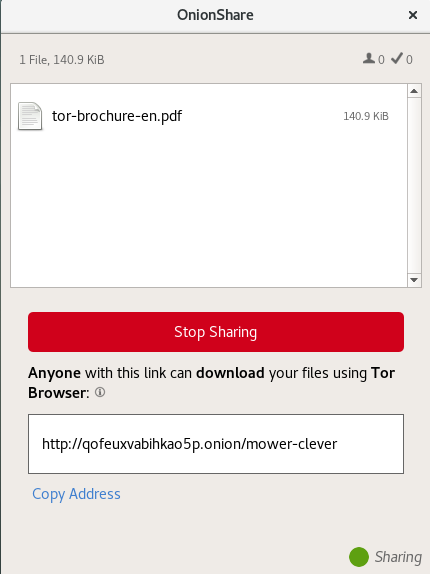 OnionShare ×
1 File, 140.9 KiB 0 0
tor-brochure-en.pdf 140.9 KiB
Stop Sharing
Anyone with this link can download your files using Tor
Browser:
http://qofeuxvabihkao5p.onion/mower-clever
Copy Address
Sharing